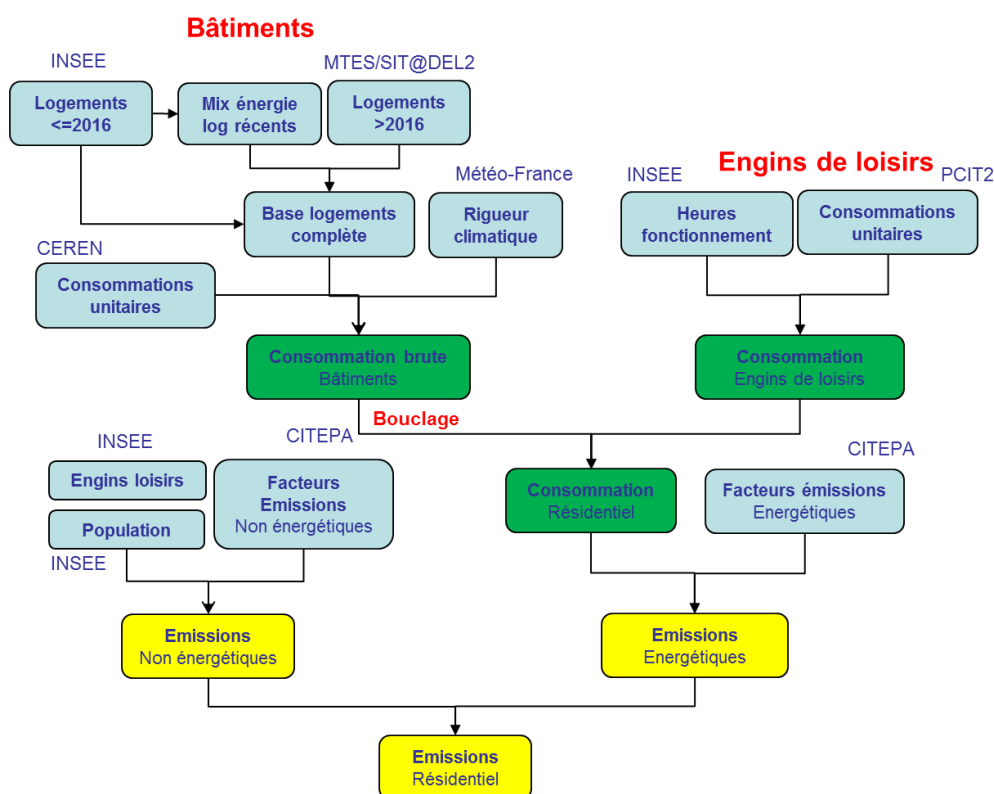 Bâtiments
INSEE
MTES/SIT@DEL2
Logements
<=2016
Mix énergie
log récents
Logements
>2016
Engins de loisirs
Météo-France
INSEE
PCIT2
Base logements
complète
Rigueur
climatique
Heures
fonctionnement
Consommations
unitaires
CEREN
Consommations
unitaires
Consommation brute
Bâtiments
Consommation
Engins de loisirs
Bouclage
INSEE
CITEPA
CITEPA
Engins loisirs
Facteurs
Emissions
Non énergétiques
Consommation
Résidentiel
Facteurs émissions
Energétiques
Population
INSEE
Emissions
Non énergétiques
Emissions
Energétiques
Emissions
Résidentiel